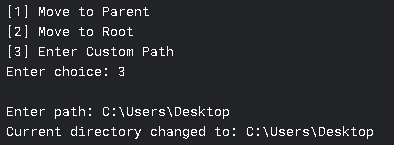 [1] Move to Parent
[2] Move to Root
[3] Enter Custom Path
Enter choice: 3
Enter path: C:\Users\Desktop
Current directory changed to: C:\Users\Desktop